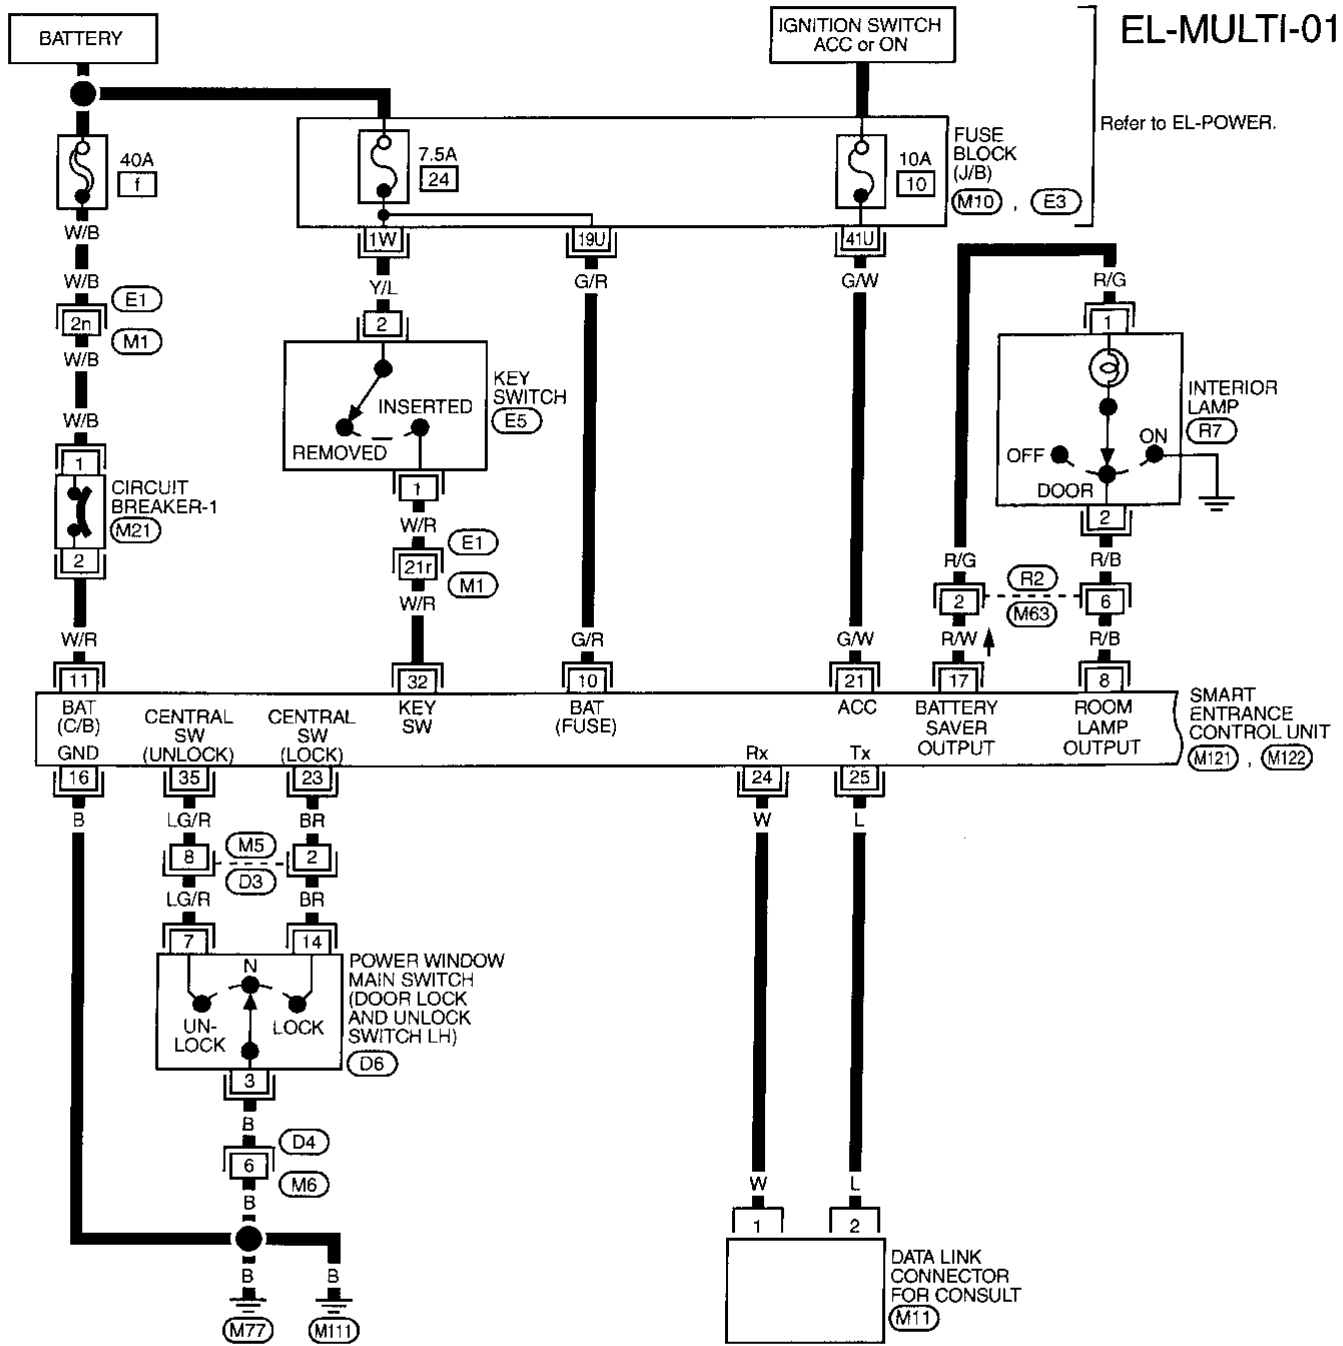 EL-MULTI-01
BATTERY
IGNITION SWITCH
ACC or ON
Refer to EL-POWER.
40A
f
7.5A
24
10A
10
FUSE
BLOCK
(J/B)
M10 , E3
W/B
1W
19U
41U
W/B
Y/L
G/R
G/W
R/G
E1
2n
M1
2
1
W/B
KEY
SWITCH
E5
INSERTED
REMOVED
INTERIOR
LAMP
R7
OFF
ON
DOOR
W/B
1
CIRCUIT
BREAKER-1
M21
2
1
W/R
E1
21r
M1
W/R
2
R/G
R/B
R2
2
6
M63
W/R
G/R
G/W
R/W
R/B
11
32
10
21
17
8
BAT
(C/B)
CENTRAL
SW
(UNLOCK)
CENTRAL
SW
(LOCK)
KEY
SW
BAT
(FUSE)
ACC
BATTERY
SAVER
OUTPUT
ROOM
LAMP
OUTPUT
SMART
ENTRANCE
CONTROL UNIT
M121 , M122
GND
Rx
Tx
16
35
23
24
25
B
LG/R
BR
W
L
M5
8
2
D3
LG/R
BR
7
14
N
UN-
LOCK
LOCK
POWER WINDOW
MAIN SWITCH
(DOOR LOCK
AND UNLOCK
SWITCH LH)
D6
3
B
D4
6
M6
B
W
L
1
2
B
B
M77
M111
DATA LINK
CONNECTOR
FOR CONSULT
M11